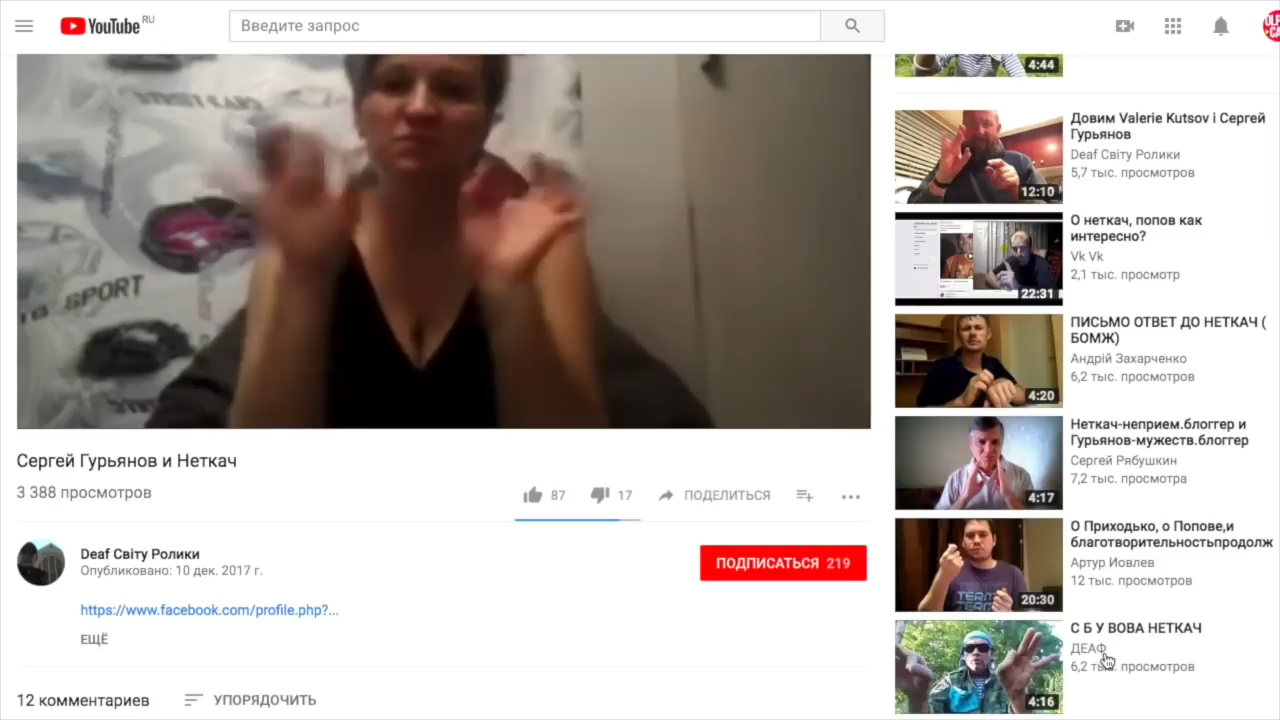 YouTube RU
Введите запрос
STREET CARS
SPORT
Сергей Гурьянов и Неткач
3 388 просмотров
87
17
ПОДЕЛИТЬСЯ
Deaf Світу Ролики
Опубликовано: 10 дек. 2017 г.
ПОДПИСАТЬСЯ 219
https://www.facebook.com/profile.php?...
ЕЩЁ
12 комментариев
УПОРЯДОЧИТЬ
4:44
Довим Valerie Kutsov і Сергей
Гурьянов
Deaf Світу Ролики
5,7 тыс. просмотров
12:10
О неткач, попов как
интересно?
Vk Vk
2,1 тыс. просмотр
22:31
ПИСЬМО ОТВЕТ ДО НЕТКАЧ (
БОМЖ)
Андрій Захарченко
6,2 тыс. просмотров
4:20
Неткач-неприем.блоггер и
Гурьянов-мужеств.блоггер
Сергей Рябушкин
7,2 тыс. просмотра
4:17
О Приходько, о Попове,и
благотворительностьпродолж
Артур Иовлев
12 тыс. просмотров
20:30
С Б У ВОВА НЕТКАЧ
ДЕАФ
6,2 тыс. просмотров
4:16